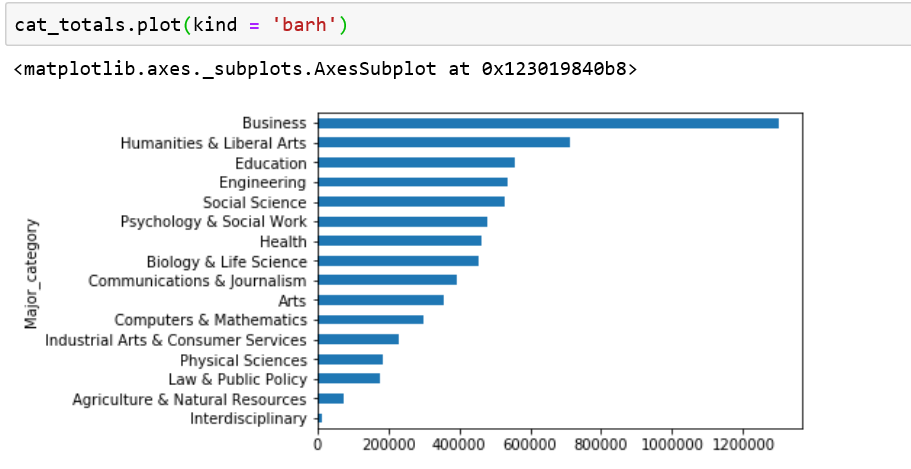 cat_totals.plot(kind = 'barh')
<matplotlib.axes._subplots.AxesSubplot at 0x123019840b8>
Major_category
Business
Humanities & Liberal Arts
Education
Engineering
Social Science
Psychology & Social Work
Health
Biology & Life Science
Communications & Journalism
Arts
Computers & Mathematics
Industrial Arts & Consumer Services
Physical Sciences
Law & Public Policy
Agriculture & Natural Resources
Interdisciplinary
0 200000 400000 600000 800000 1000000 1200000